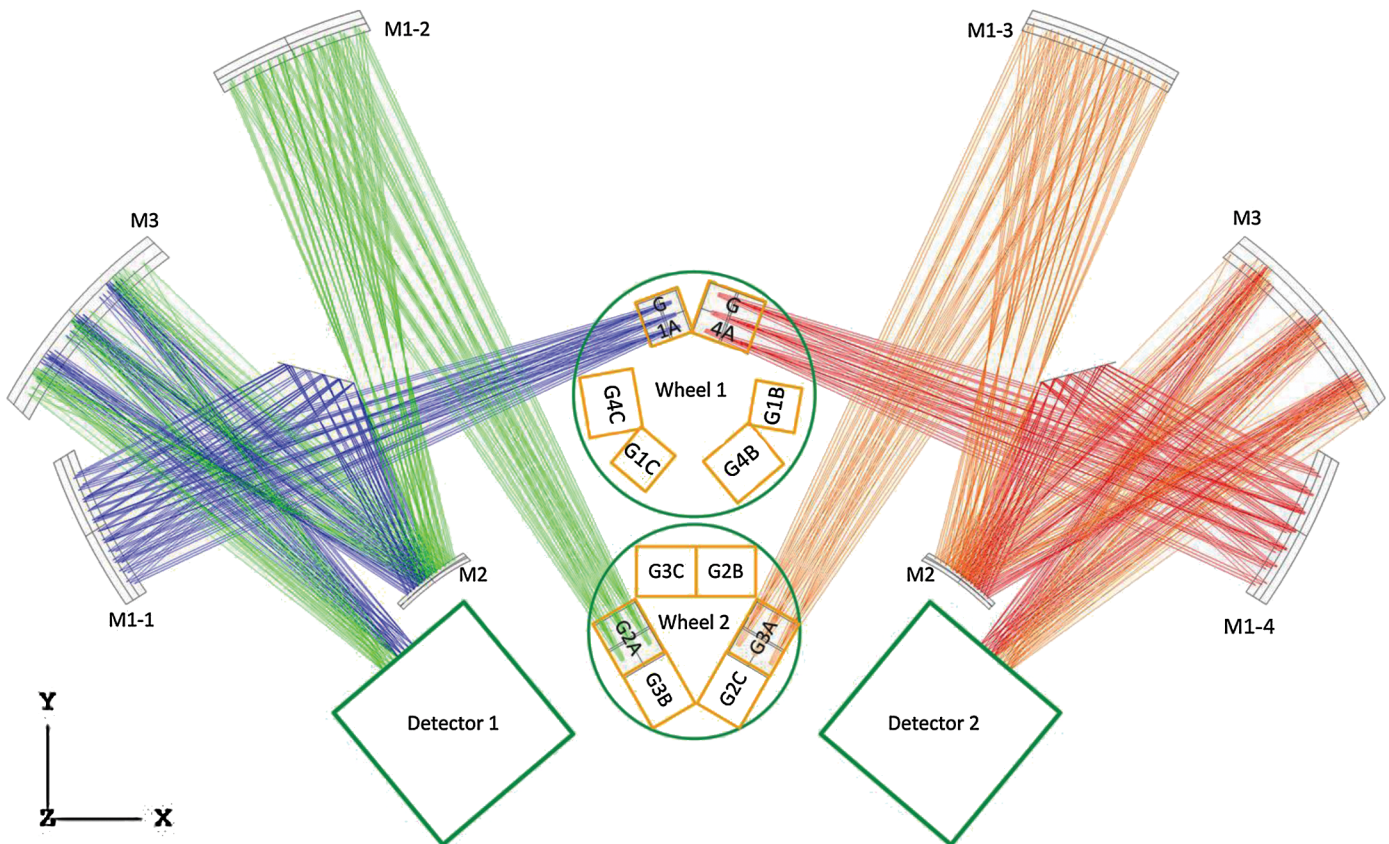 M1-2
M1-3
M3
M3
G
1A
G
4A
Wheel 1
G4C
G1B
G1C
G4B
M2
M2
G3C
G2B
M1-1
M1-4
Wheel 2
G2A
G3A
G3B
G2C
Detector 1
Detector 2
Y
Z
X